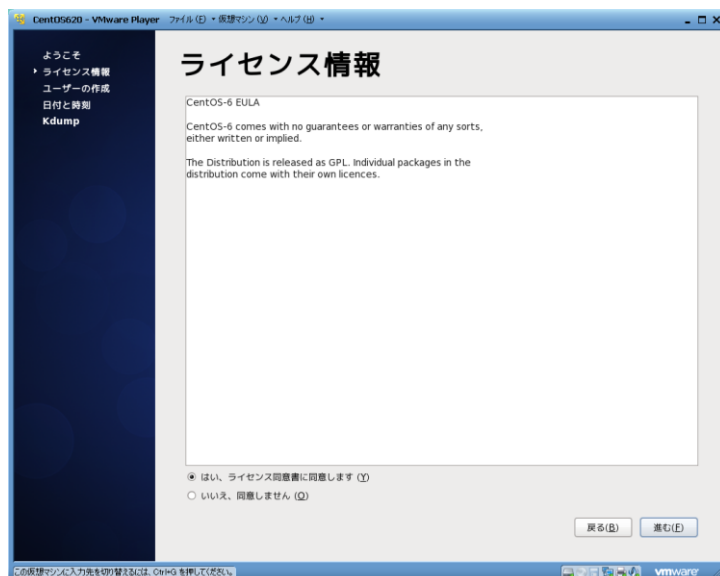 CentOS620 - VMware Player ファイル(F) ▾ 仮想マシン(V) ▾ ヘルプ(H) ▾
ようこそ
ライセンス情報
ユーザーの作成
日付と時刻
Kdump
ライセンス情報
CentOS-6 EULA
CentOS-6 comes with no guarantees or warranties of any sorts,
either written or implied.
The Distribution is released as GPL. Individual packages in the
distribution come with their own licences.
はい、ライセンス同意書に同意します (Y)
いいえ、同意しません (O)
戻る(B) 進む(F)
この仮想マシンに入力先を切り替えるには、Ctrl+G を押してください。 vmware